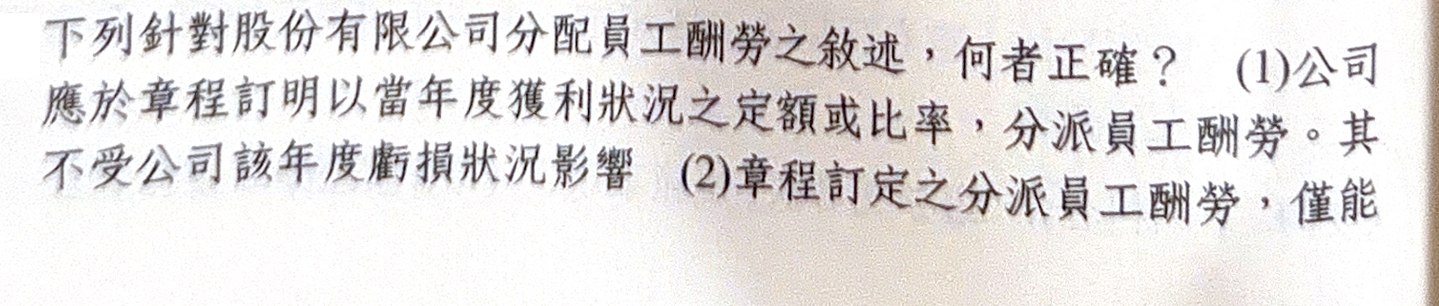 下列針對股份有限公司分配員工酬勞之敘述，何者正確？　(1)公司
應於章程訂明以當年度獲利狀況之定額或比率，分派員工酬勞。其
不受公司該年度虧損狀況影響　(2)章程訂定之分派員工酬勞，僅能